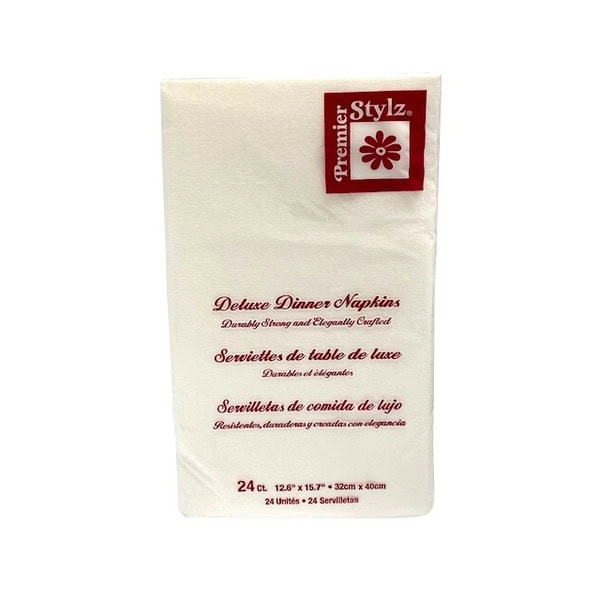 Premier
Stylz®
Deluxe Dinner Napkins
Durably Strong and Elegantly Crafted
Serviettes de table de luxe
Durables et élégantes
Servilletas de comida de lujo
Resistentes, duraderas y creadas con elegancia
24 Ct. 12.6" x 15.7" • 32cm x 40cm
24 Unités • 24 Servilletas